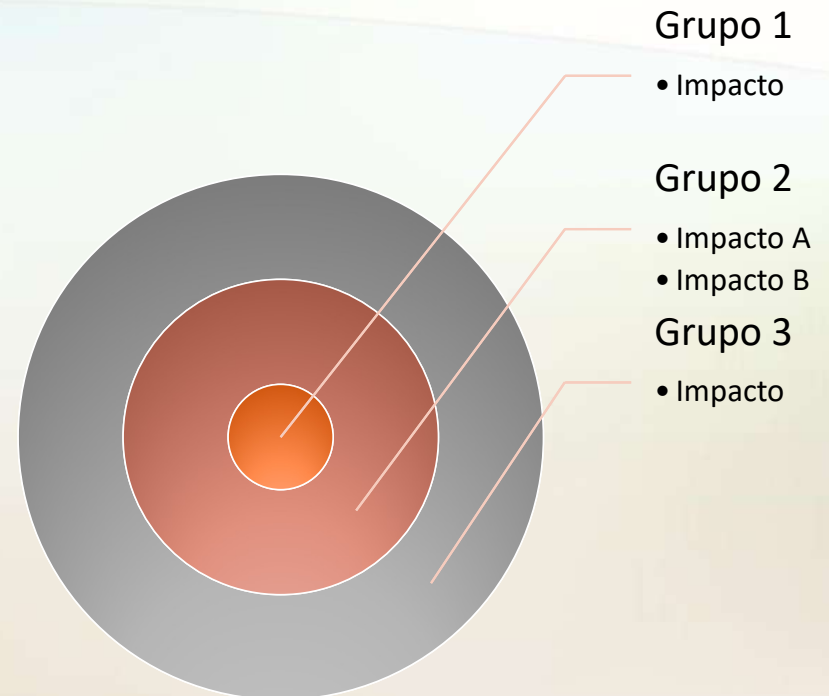 Grupo 1
• Impacto
Grupo 2
• Impacto A
• Impacto B
Grupo 3
• Impacto